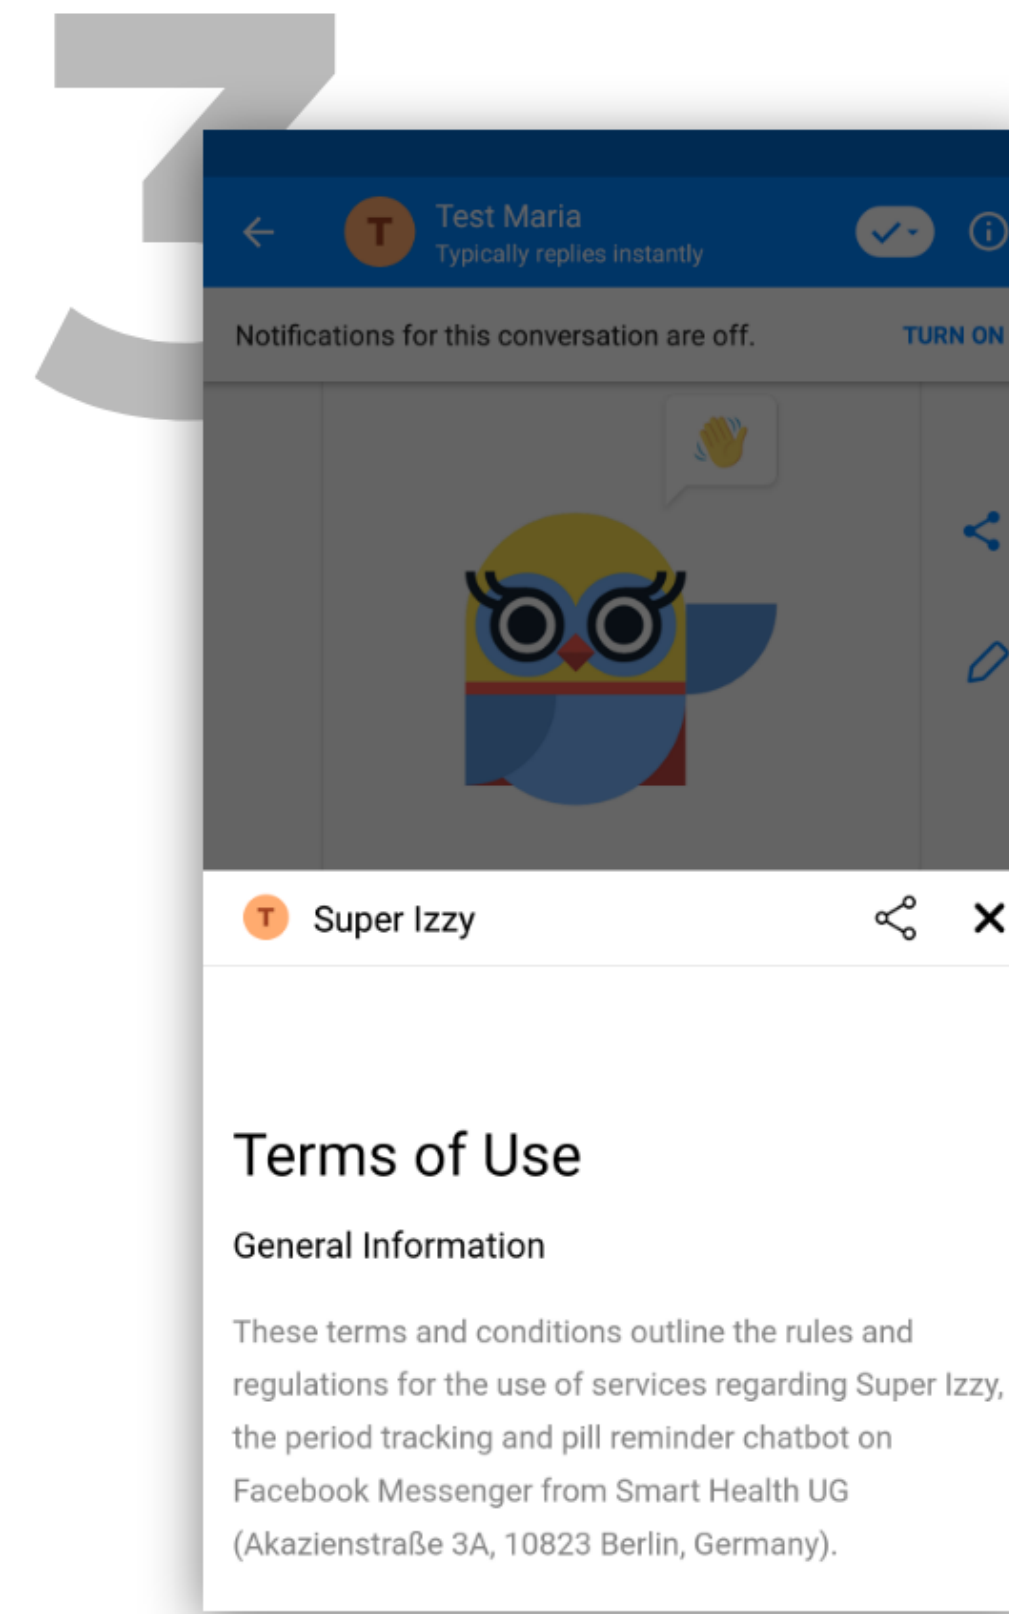 3
T
Test Maria
Typically replies instantly
Notifications for this conversation are off. TURN ON
T
Super Izzy
Terms of Use
General Information
These terms and conditions outline the rules and
regulations for the use of services regarding Super Izzy,
the period tracking and pill reminder chatbot on
Facebook Messenger from Smart Health UG
(Akazienstraße 3A, 10823 Berlin, Germany).